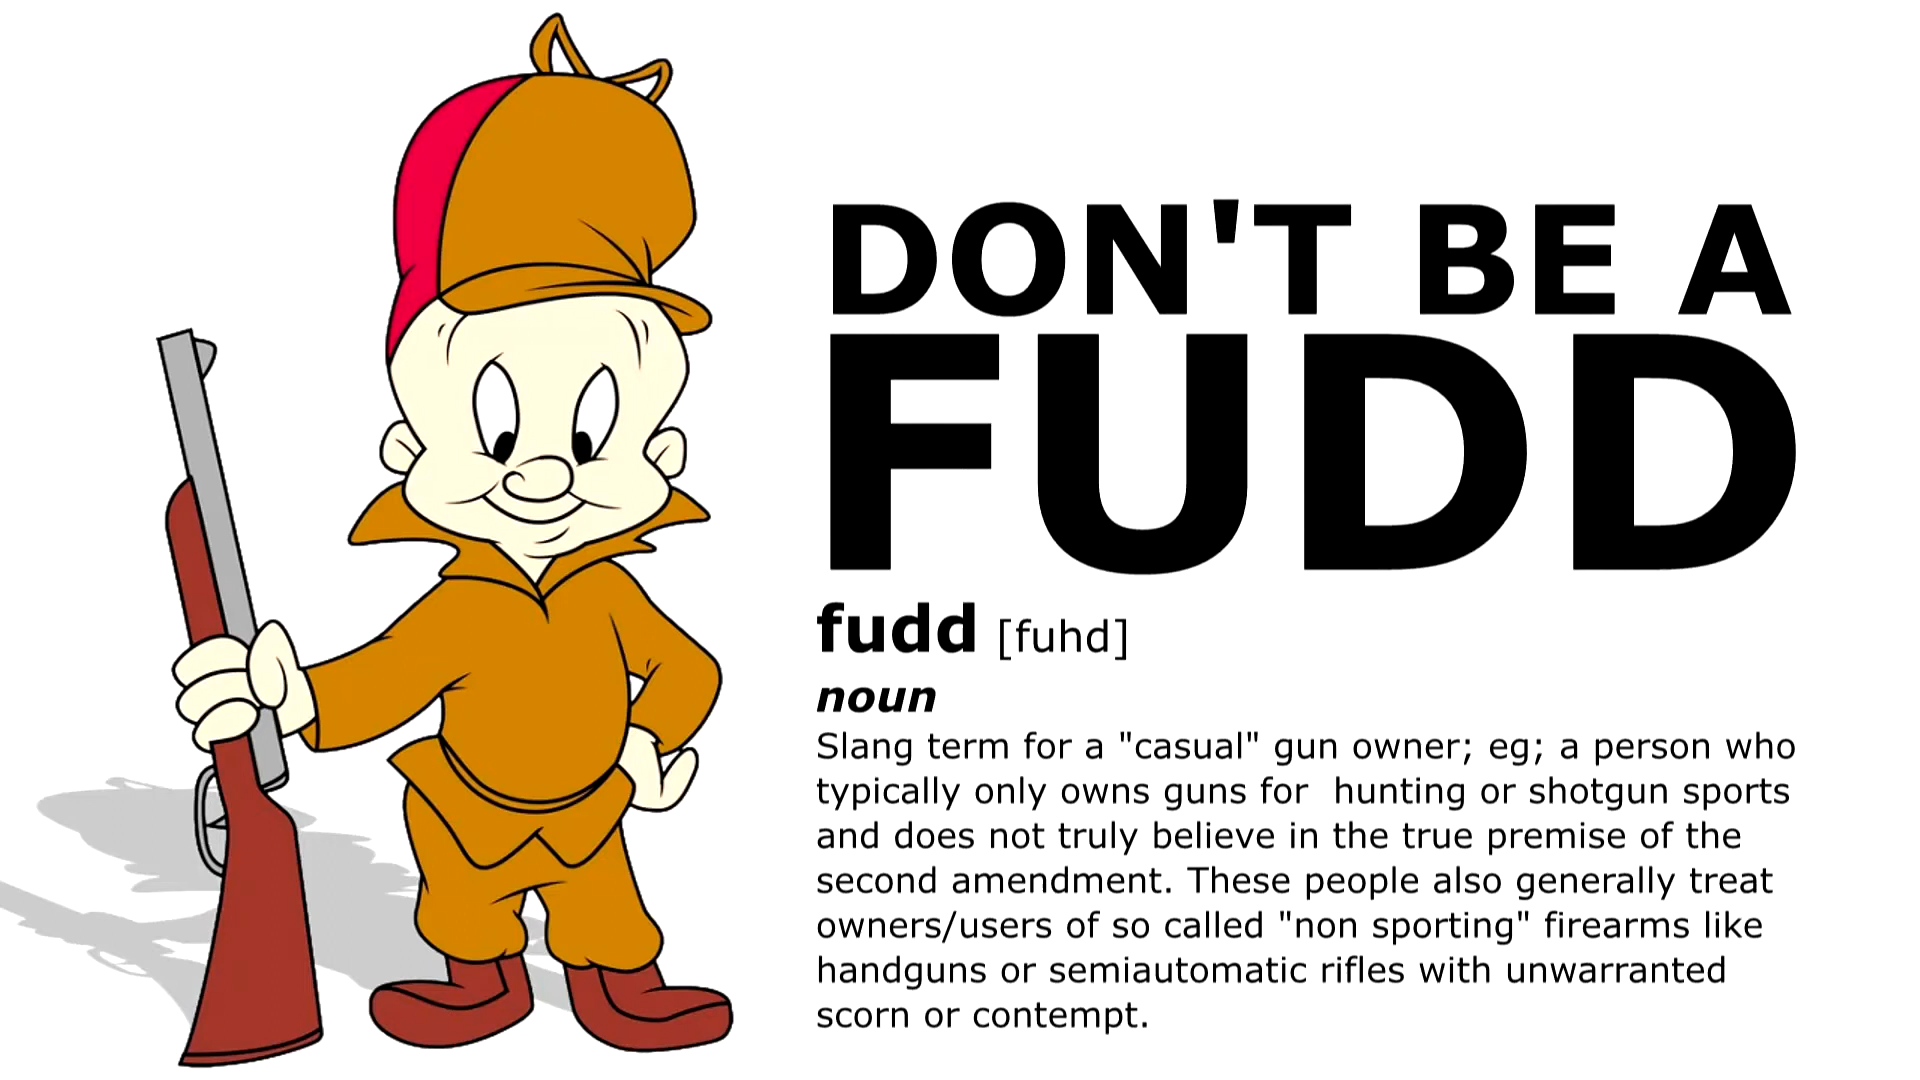 DON'T BE A
FUDD
fudd [fuhd]
noun
Slang term for a "casual" gun owner; eg; a person who
typically only owns guns for  hunting or shotgun sports
and does not truly believe in the true premise of the
second amendment. These people also generally treat
owners/users of so called "non sporting" firearms like
handguns or semiautomatic rifles with unwarranted
scorn or contempt.